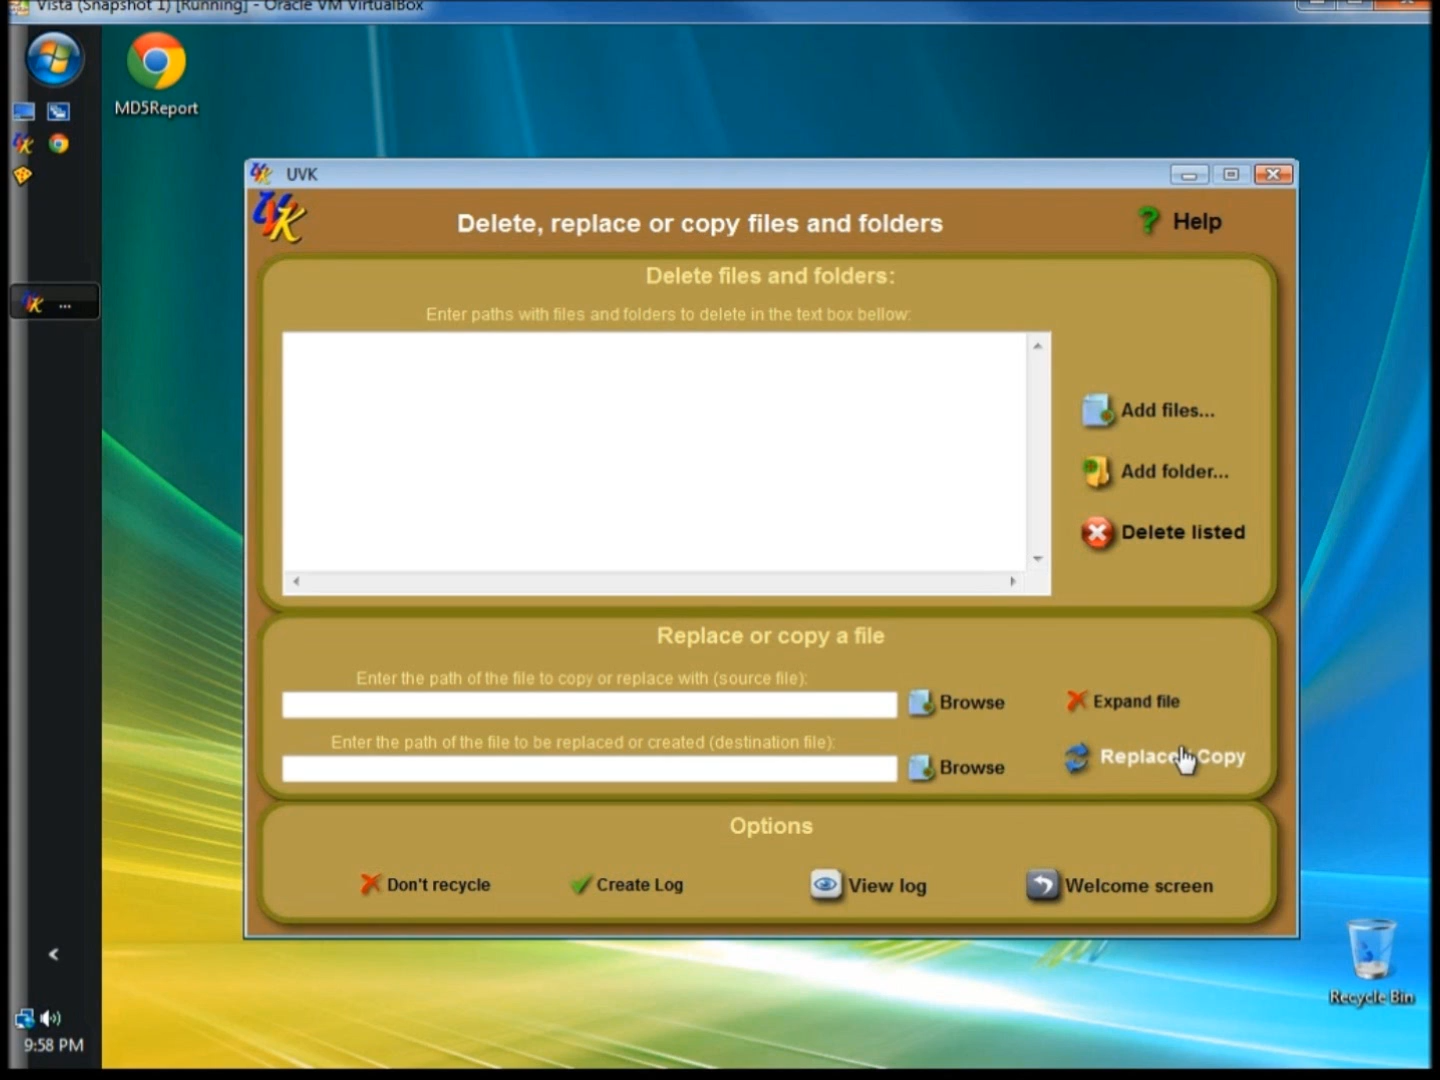 Vista (Snapshot 1) [Running] - Oracle VM VirtualBox
MD5Report
UVK
UVK
Delete, replace or copy files and folders
Help
Delete files and folders:
Enter paths with files and folders to delete in the text box bellow:
Add files...
Add folder...
Delete listed
...
Replace or copy a file
Enter the path of the file to copy or replace with (source file):
Browse
Expand file
Enter the path of the file to be replaced or created (destination file):
Browse
Replace Copy
Options
Don't recycle
Create Log
View log
Welcome screen
Recycle Bin
9:58 PM